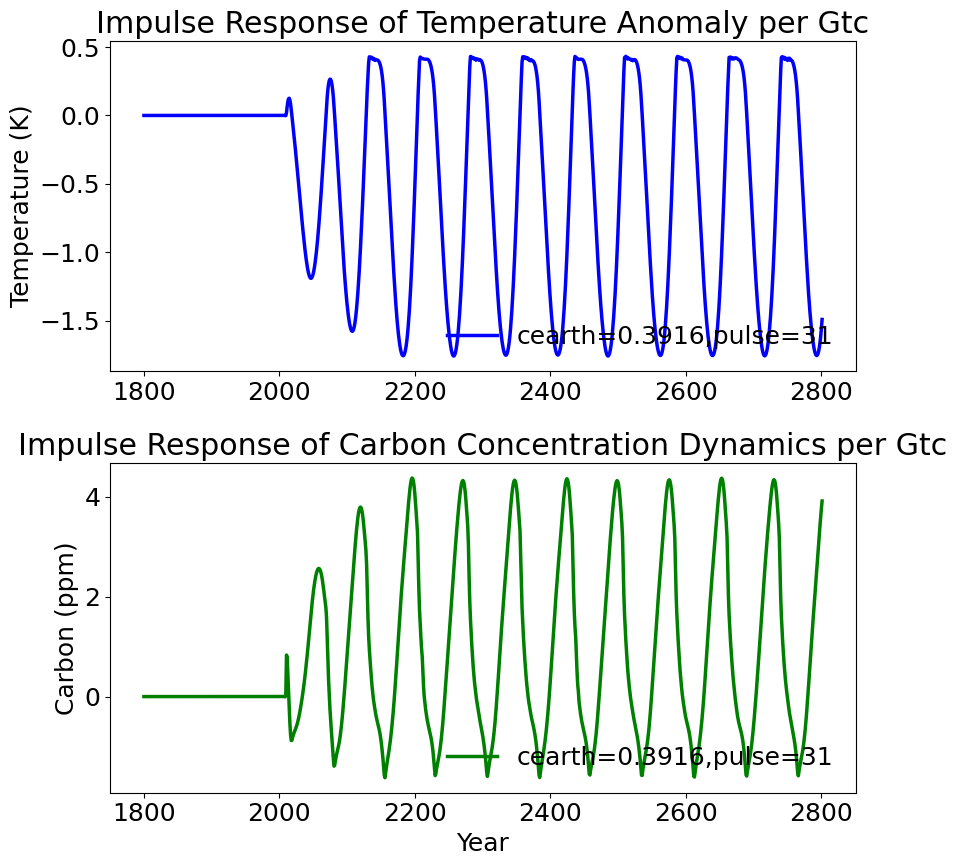 Impulse Response of Temperature Anomaly per Gtc
Temperature (K)
0.5
0.0
−0.5
−1.0
−1.5
cearth=0.3916,pulse=31
1800 2000 2200 2400 2600 2800
Impulse Response of Carbon Concentration Dynamics per Gtc
Carbon (ppm)
4
2
0
cearth=0.3916,pulse=31
1800 2000 2200 2400 2600 2800
Year